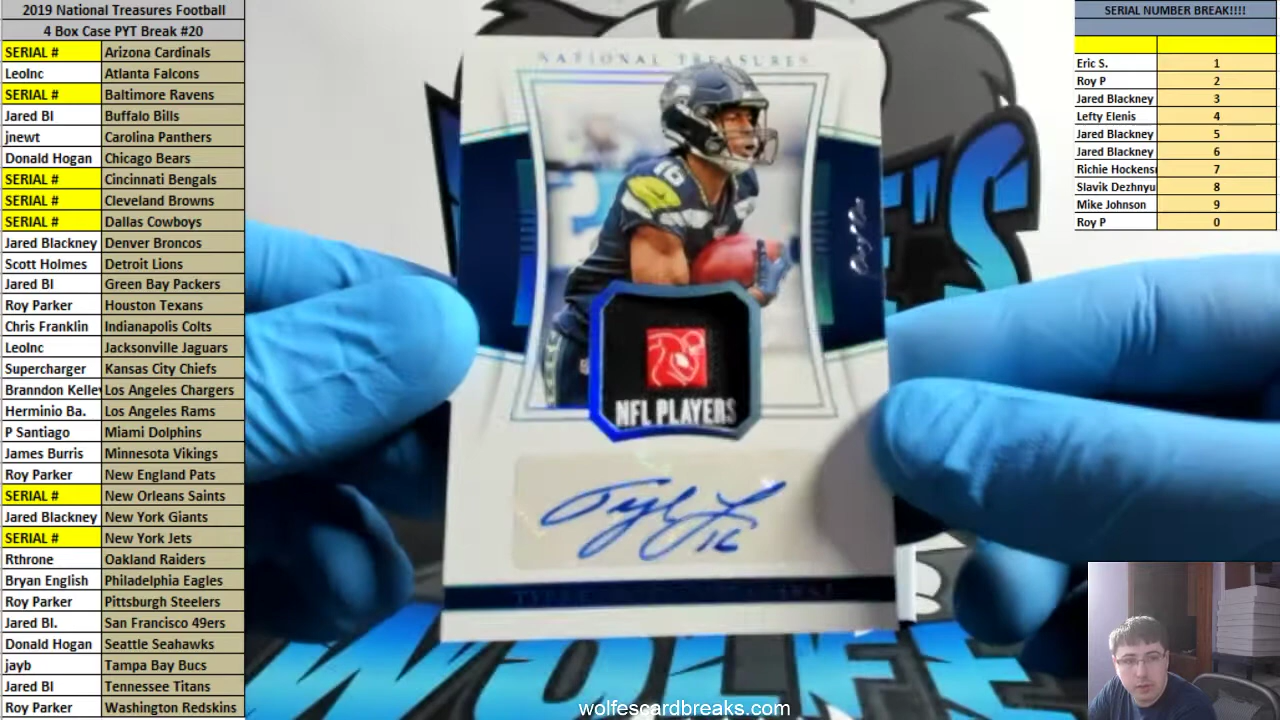 2019 National Treasures Football
4 Box Case PYT Break #20
SERIAL # Arizona Cardinals
LeoInc Atlanta Falcons
SERIAL # Baltimore Ravens
Jared Bl Buffalo Bills
jnewt Carolina Panthers
Donald Hogan Chicago Bears
SERIAL # Cincinnati Bengals
SERIAL # Cleveland Browns
SERIAL # Dallas Cowboys
Jared Blackney Denver Broncos
Scott Holmes Detroit Lions
Jared Bl Green Bay Packers
Roy Parker Houston Texans
Chris Franklin Indianapolis Colts
LeoInc Jacksonville Jaguars
Supercharger Kansas City Chiefs
Brandon Kelley Los Angeles Chargers
Herminio Ba. Los Angeles Rams
P Santiago Miami Dolphins
James Burris Minnesota Vikings
Roy Parker New England Pats
SERIAL # New Orleans Saints
Jared Blackney New York Giants
SERIAL # New York Jets
Rthrone Oakland Raiders
Bryan English Philadelphia Eagles
Roy Parker Pittsburgh Steelers
Jared Bl. San Francisco 49ers
Donald Hogan Seattle Seahawks
jayb Tampa Bay Bucs
Jared Bl Tennessee Titans
Roy Parker Washington Redskins
NATIONAL TREASURES
16
NFL PLAYERS
16
WOLFE
'S
wolfescardbreaks.com
SERIAL NUMBER BREAK!!!!
Eric S. 1
Roy P 2
Jared Blackney 3
Lefty Elenis 4
Jared Blackney 5
Jared Blackney 6
Richie Hockens 7
Slavik Dezhnyu 8
Mike Johnson 9
Roy P 0